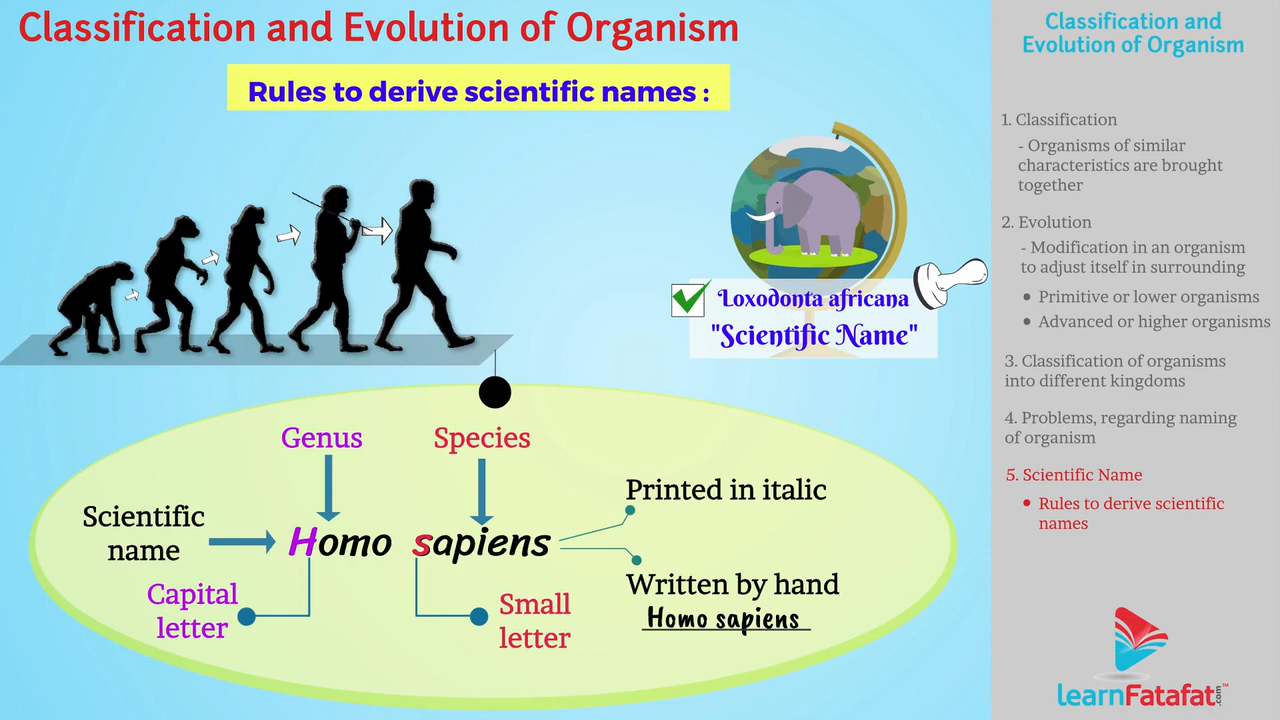 Classification and Evolution of Organism
Rules to derive scientific names :
Loxodonta africana
"Scientific Name"
Genus
Species
Scientific
name
Homo sapiens
Capital
letter
Small
letter
Printed in italic
Written by hand
Homo sapiens
Classification and
Evolution of Organism
1. Classification
- Organisms of similar
characteristics are brought
together
2. Evolution
- Modification in an organism
to adjust itself in surrounding
• Primitive or lower organisms
• Advanced or higher organisms
3. Classification of organisms
into different kingdoms
4. Problems, regarding naming
of organism
5. Scientific Name
• Rules to derive scientific
names
learnFatafat.com™